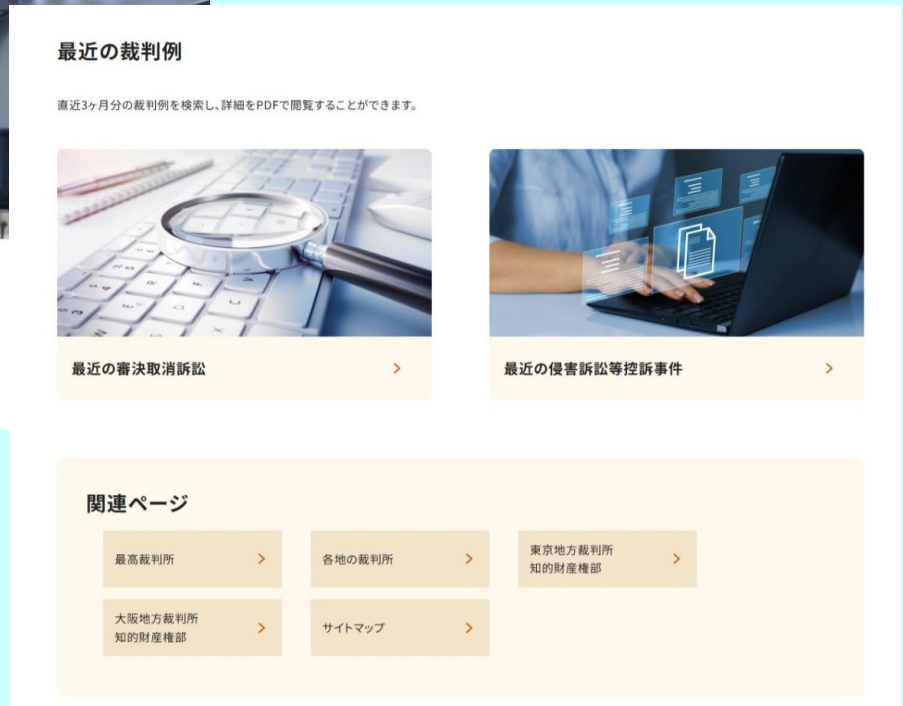 最近の裁判例
直近3ヶ月分の裁判例を検索し、詳細をPDFで閲覧することができます。
最近の審決取消訴訟
最近の侵害訴訟等控訴事件
関連ページ
最高裁判所
各地の裁判所
東京地方裁判所
知的財産権部
大阪地方裁判所
知的財産権部
サイトマップ